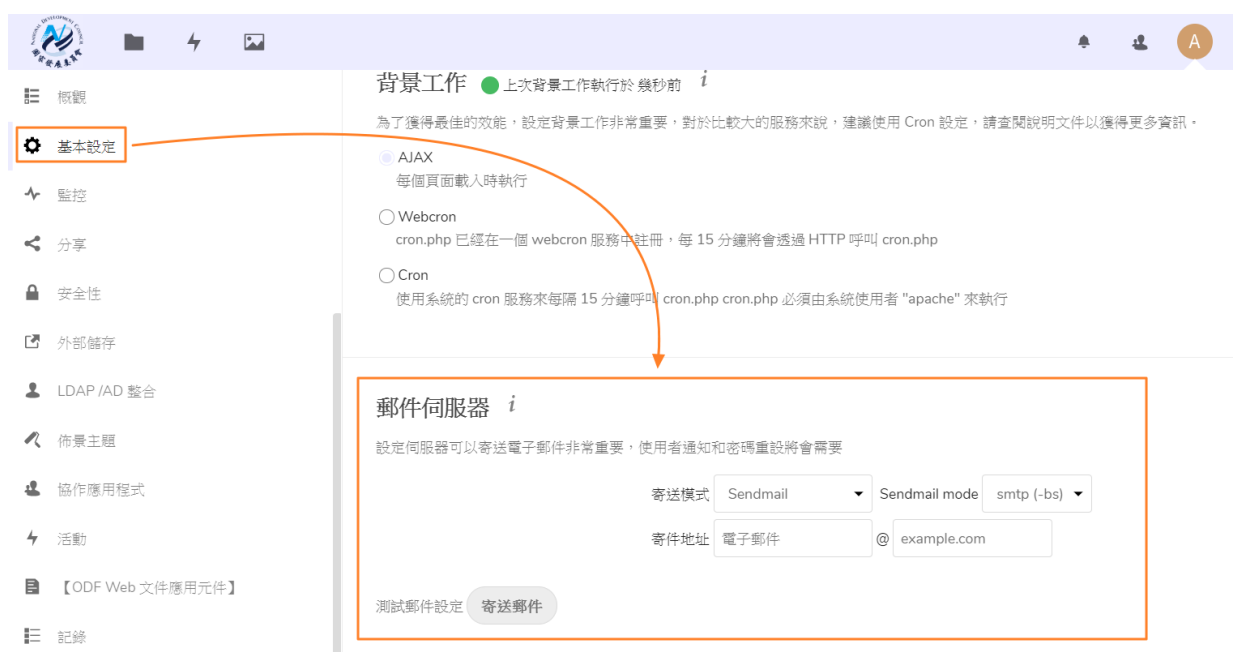 NATIONAL DEVELOPMENT COUNCIL
國家發展委員會
A
概觀
基本設定
監控
分享
安全性
外部儲存
LDAP /AD 整合
佈景主題
協作應用程式
活動
【ODF Web 文件應用元件】
記錄
背景工作 上次背景工作執行於 幾秒前 i
為了獲得最佳的效能，設定背景工作非常重要，對於比較大的服務來說，建議使用 Cron 設定，請查閱說明文件以獲得更多資訊。
AJAX
每個頁面載入時執行
Webcron
cron.php 已經在一個 webcron 服務中註冊，每 15 分鐘將會透過 HTTP 呼叫 cron.php
Cron
使用系統的 cron 服務來每隔 15 分鐘呼叫 cron.php cron.php 必須由系統使用者 "apache" 來執行
郵件伺服器 i
設定伺服器可以寄送電子郵件非常重要，使用者通知和密碼重設將會需要
寄送模式 Sendmail Sendmail mode smtp (-bs)
寄件地址 電子郵件 @ example.com
測試郵件設定 寄送郵件